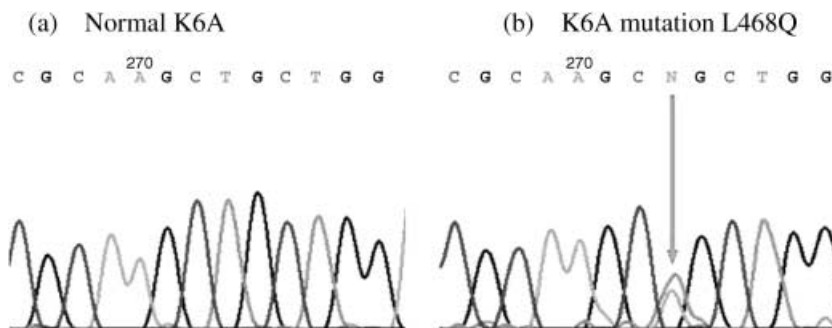 (a) Normal K6A
270
C G C A A G C T G C T G G
(b) K6A mutation L468Q
270
C G C A A G C N G C T G G